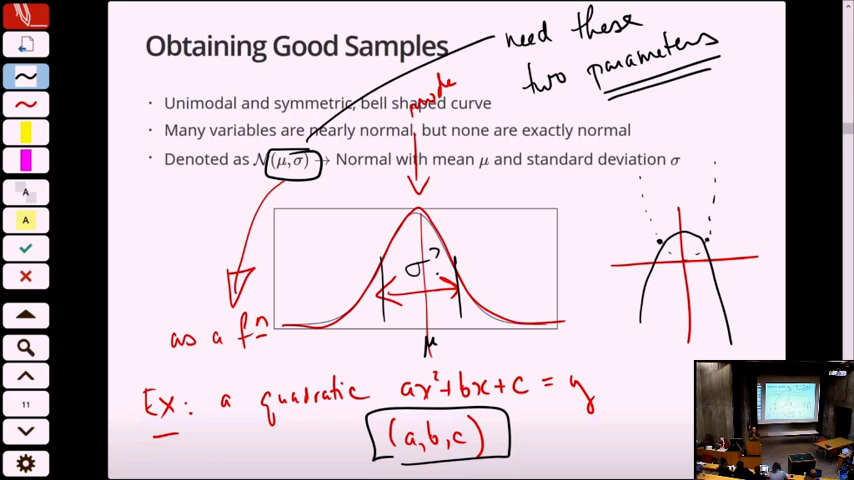 Obtaining Good Samples
need these
two parameters
mode
· Unimodal and symmetric, bell shaped curve
· Many variables are nearly normal, but none are exactly normal
· Denoted as N(μ,σ) → Normal with mean μ and standard deviation σ
σ?
μ
as a fn
Ex: a quadratic ax²+bx+c = y
(a,b,c)
A
A
11